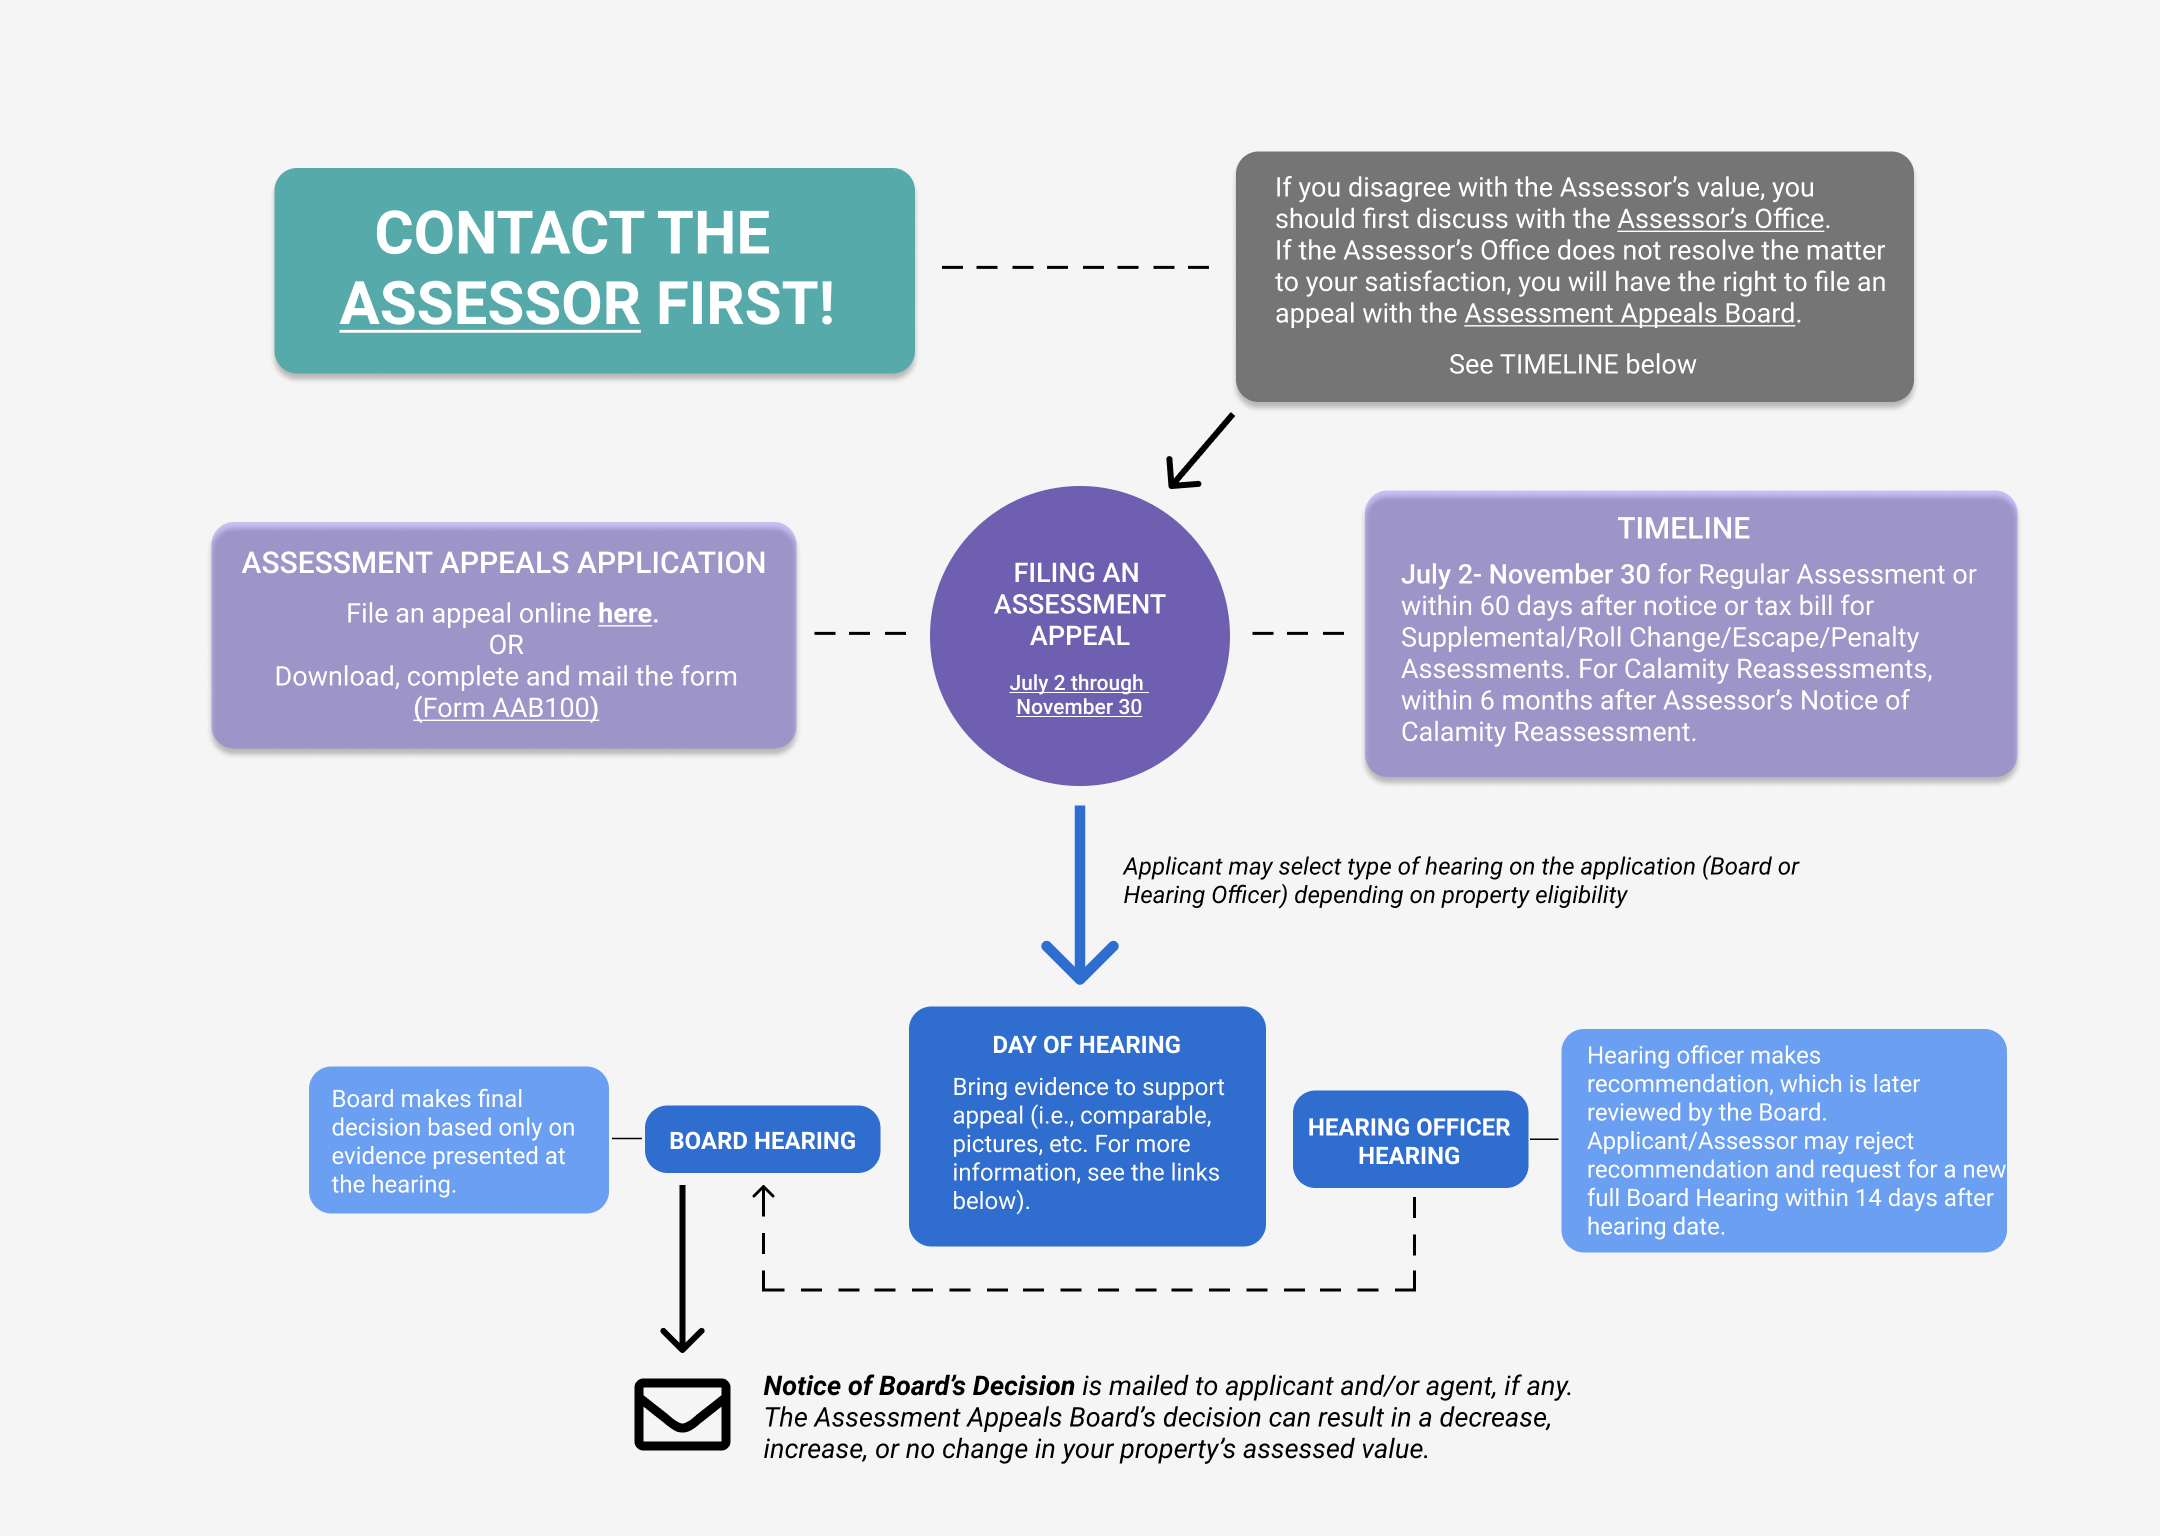 CONTACT THE
ASSESSOR FIRST!
If you disagree with the Assessor’s value, you
should first discuss with the Assessor’s Office.
If the Assessor’s Office does not resolve the matter
to your satisfaction, you will have the right to file an
appeal with the Assessment Appeals Board.
See TIMELINE below
ASSESSMENT APPEALS APPLICATION
File an appeal online here.
OR
Download, complete and mail the form
(Form AAB100)
FILING AN
ASSESSMENT
APPEAL
July 2 through
November 30
TIMELINE
July 2- November 30 for Regular Assessment or
within 60 days after notice or tax bill for
Supplemental/Roll Change/Escape/Penalty
Assessments. For Calamity Reassessments,
within 6 months after Assessor’s Notice of
Calamity Reassessment.
Applicant may select type of hearing on the application (Board or
Hearing Officer) depending on property eligibility
Board makes final
decision based only on
evidence presented at
the hearing.
BOARD HEARING
DAY OF HEARING
Bring evidence to support
appeal (i.e., comparable,
pictures, etc. For more
information, see the links
below).
HEARING OFFICER
HEARING
Hearing officer makes
recommendation, which is later
reviewed by the Board.
Applicant/Assessor may reject
recommendation and request for a new
full Board Hearing within 14 days after
hearing date.
Notice of Board’s Decision is mailed to applicant and/or agent, if any.
The Assessment Appeals Board’s decision can result in a decrease,
increase, or no change in your property’s assessed value.